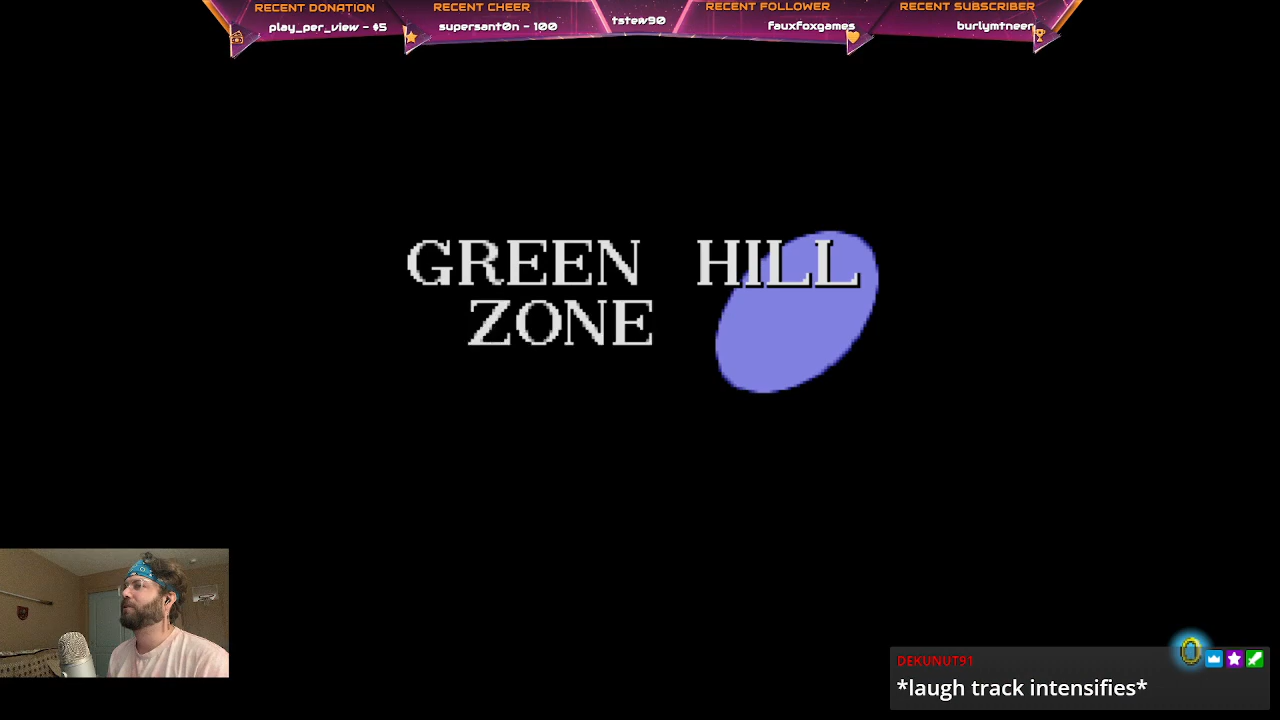 RECENT DONATION
play_per_view - $5
RECENT CHEER
supersant0n - 100
tstew90
RECENT FOLLOWER
fauxfoxgames
RECENT SUBSCRIBER
burlymtneer
GREEN HILL
ZONE
DEKUNUT91
*laugh track intensifies*